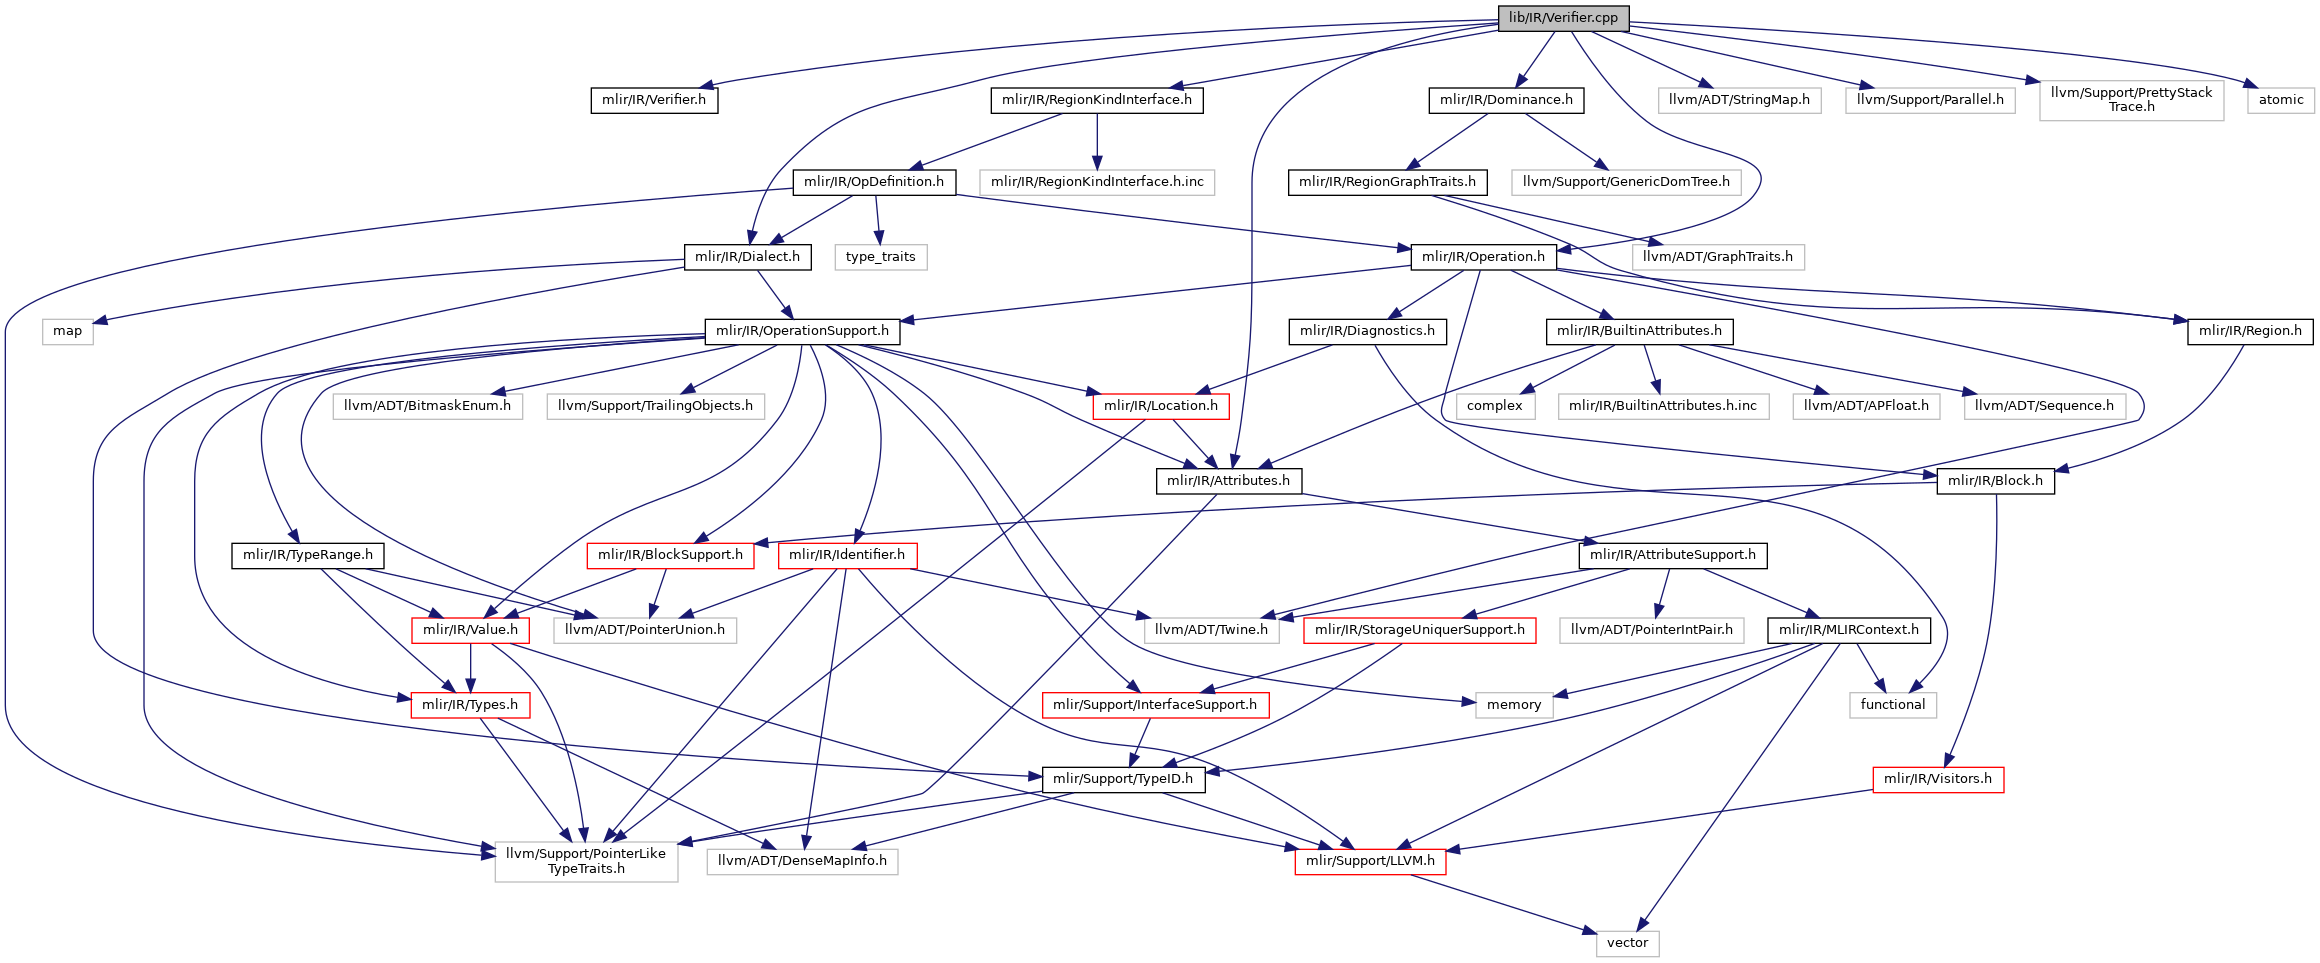 lib/IR/Verifier.cpp
mlir/IR/Verifier.h
mlir/IR/RegionKindInterface.h
mlir/IR/Dominance.h
llvm/ADT/StringMap.h
llvm/Support/Parallel.h
llvm/Support/PrettyStack
Trace.h
atomic
mlir/IR/OpDefinition.h
mlir/IR/RegionKindInterface.h.inc
mlir/IR/RegionGraphTraits.h
llvm/Support/GenericDomTree.h
mlir/IR/Dialect.h
type_traits
mlir/IR/Operation.h
llvm/ADT/GraphTraits.h
map
mlir/IR/OperationSupport.h
mlir/IR/Diagnostics.h
mlir/IR/BuiltinAttributes.h
mlir/IR/Region.h
llvm/ADT/BitmaskEnum.h
llvm/Support/TrailingObjects.h
mlir/IR/Location.h
complex
mlir/IR/BuiltinAttributes.h.inc
llvm/ADT/APFloat.h
llvm/ADT/Sequence.h
mlir/IR/Attributes.h
mlir/IR/Block.h
mlir/IR/TypeRange.h
mlir/IR/BlockSupport.h
mlir/IR/Identifier.h
mlir/IR/AttributeSupport.h
mlir/IR/Value.h
llvm/ADT/PointerUnion.h
llvm/ADT/Twine.h
mlir/IR/StorageUniquerSupport.h
llvm/ADT/PointerIntPair.h
mlir/IR/MLIRContext.h
mlir/IR/Types.h
mlir/Support/InterfaceSupport.h
memory
functional
mlir/Support/TypeID.h
mlir/IR/Visitors.h
llvm/Support/PointerLike
TypeTraits.h
llvm/ADT/DenseMapInfo.h
mlir/Support/LLVM.h
vector